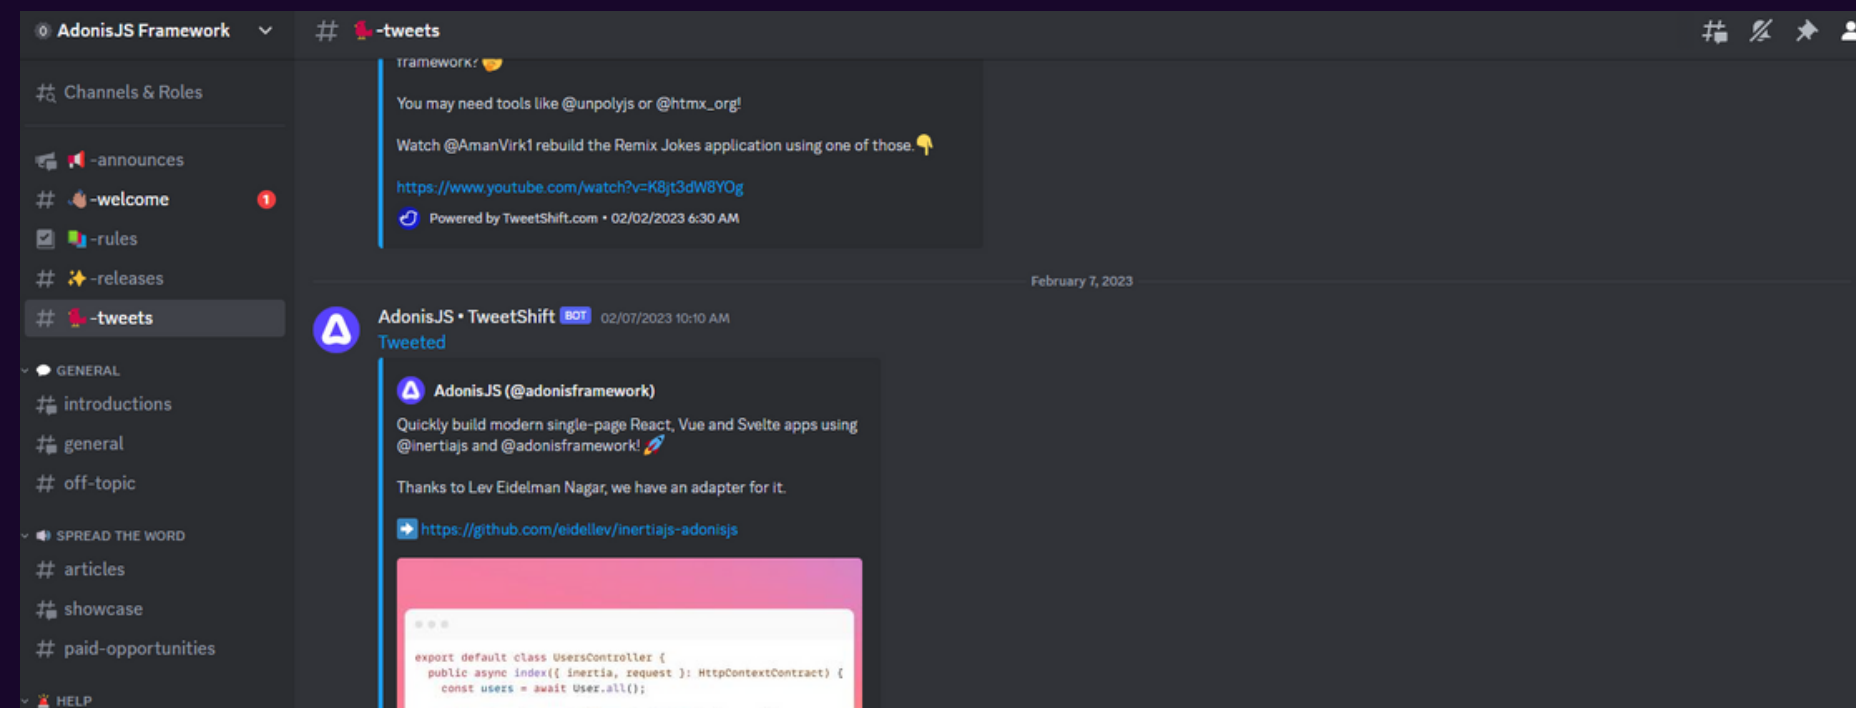 AdonisJS Framework
Channels & Roles
-announces
-welcome
1
-rules
-releases
-tweets
GENERAL
introductions
general
off-topic
SPREAD THE WORD
articles
showcase
paid-opportunities
HELP
-tweets
framework? 🤔
You may need tools like @unpolyjs or @htmx_org!
Watch @AmanVirk1 rebuild the Remix Jokes application using one of those.👇
https://www.youtube.com/watch?v=K8jt3dW8YOg
Powered by TweetShift.com • 02/02/2023 6:30 AM
February 7, 2023
AdonisJS • TweetShift BOT 02/07/2023 10:10 AM
Tweeted
AdonisJS (@adonisframework)
Quickly build modern single-page React, Vue and Svelte apps using
@inertiajs and @adonisframework! 🚀
Thanks to Lev Eidelman Nagar, we have an adapter for it.
➡️ https://github.com/eidellev/inertiajs-adonisjs
export default class UsersController {
public async index({ inertia, request }: HttpContextContract) {
const users = await User.all();